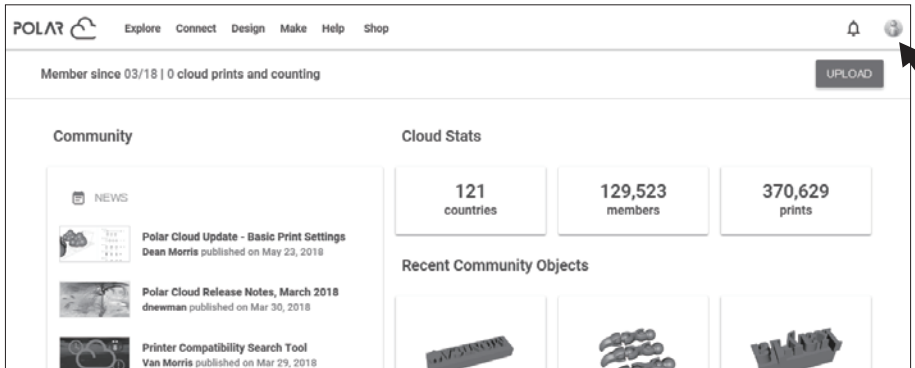 POLAR
Explore Connect Design Make Help Shop
Member since 03/18 | 0 cloud prints and counting
UPLOAD
Community
NEWS
Polar Cloud Update - Basic Print Settings
Dean Morris published on May 23, 2018
Polar Cloud Release Notes, March 2018
dnewman published on Mar 30, 2018
Printer Compatibility Search Tool
Van Morris published on Mar 29, 2018
Cloud Stats
121
countries
129,523
members
370,629
prints
Recent Community Objects